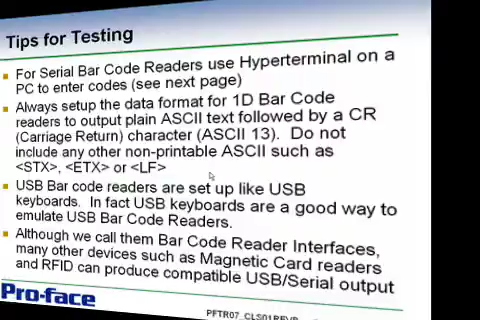 Tips for Testing
For Serial Bar Code Readers use Hyperterminal on a
PC to enter codes (see next page)
Always setup the data format for 1D Bar Code
readers to output plain ASCII text followed by a CR
(Carriage Return) character (ASCII 13). Do not
include any other non-printable ASCII such as
<STX>, <ETX> or <LF>
USB Bar code readers are set up like USB
keyboards. In fact USB keyboards are a good way to
emulate USB Bar Code Readers.
Although we call them Bar Code Reader Interfaces,
many other devices such as Magnetic Card readers
and RFID can produce compatible USB/Serial output
Pro-face